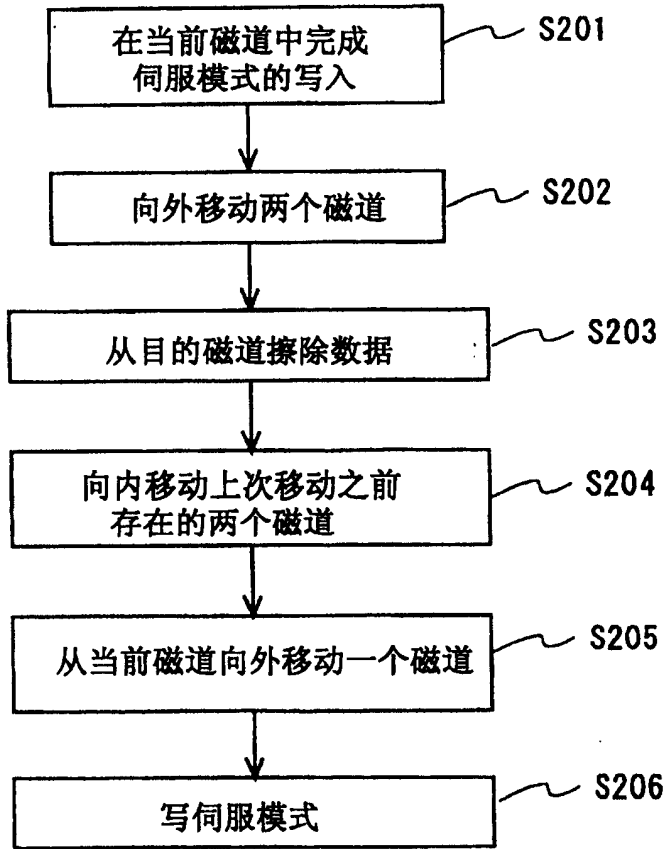 在当前磁道中完成
伺服模式的写入
S201
向外移动两个磁道
S202
从目的磁道擦除数据
S203
向内移动上次移动之前
存在的两个磁道
S204
从当前磁道向外移动一个磁道
S205
写伺服模式
S206